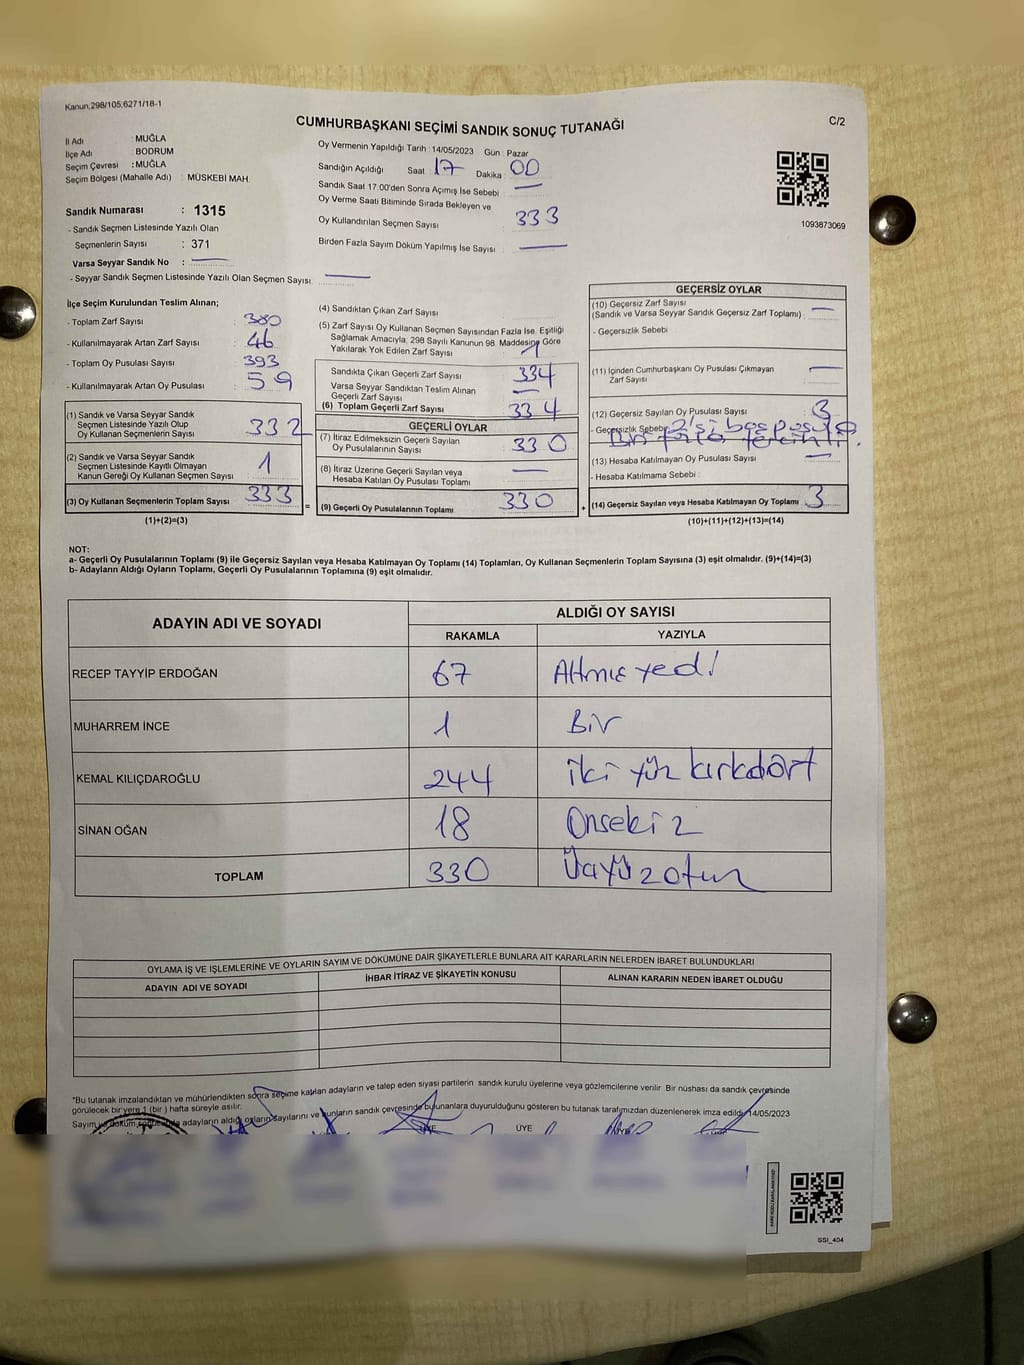 Kanun:298/105;6271/18-1
CUMHURBAŞKANI SEÇİMİ SANDIK SONUÇ TUTANAĞI
C/2
İl Adı : MUĞLA
İlçe Adı : BODRUM
Seçim Çevresi : MUĞLA
Seçim Bölgesi (Mahalle Adı) : MÜSKEBİ MAH.
Sandık Numarası : 1315
- Sandık Seçmen Listesinde Yazılı Olan
Seçmenlerin Sayısı : 371
Varsa Seyyar Sandık No : —
- Seyyar Sandık Seçmen Listesinde Yazılı Olan Seçmen Sayısı : —
Oy Vermenin Yapıldığı Tarih :14/05/2023 Gün : Pazar
Sandığın Açıldığı Saat 17 Dakika 00
Sandık Saat 17:00'den Sonra Açımış İse Sebebi : —
Oy Verme Saati Bitiminde Sırada Bekleyen ve
Oy Kullandırılan Seçmen Sayısı : 333
Birden Fazla Sayım Döküm Yapılmış İse Sayısı : —
1093873069
İlçe Seçim Kurulundan Teslim Alınan;
- Toplam Zarf Sayısı : 380
- Kullanılmayarak Artan Zarf Sayısı : 46
- Toplam Oy Pusulası Sayısı : 393
- Kullanılmayarak Artan Oy Pusulası : 59
(1) Sandık ve Varsa Seyyar Sandık
Seçmen Listesinde Yazılı Olup
Oy Kullanan Seçmenlerin Sayısı : 332
(2) Sandık ve Varsa Seyyar Sandık
Seçmen Listesinde Kayıtlı Olmayan
Kanun Gereği Oy Kullanan Seçmen Sayısı : 1
(3) Oy Kullanan Seçmenlerin Toplam Sayısı : 333
(1)+(2)=(3)
(4) Sandıktan Çıkan Zarf Sayısı :
(5) Zarf Sayısı Oy Kullanan Seçmen Sayısından Fazla İse, Eşitliği
Sağlamak Amacıyla; 298 Sayılı Kanunun 98. Maddesine Göre
Yakılarak Yok Edilen Zarf Sayısı : 1
Sandıkta Çıkan Geçerli Zarf Sayısı : 334
Varsa Seyyar Sandıktan Teslim Alınan
Geçerli Zarf Sayısı : —
(6) Toplam Geçerli Zarf Sayısı : 334
GEÇERLİ OYLAR
(7) İtiraz Edilmeksizin Geçerli Sayılan
Oy Pusulalarının Sayısı : 330
(8) İtiraz Üzerine Geçerli Sayılan veya
Hesaba Katılan Oy Pusulası Toplamı : —
(9) Geçerli Oy Pusulalarının Toplamı : 330
GEÇERSİZ OYLAR
(10) Geçersiz Zarf Sayısı
(Sandık ve Varsa Seyyar Sandık Geçersiz Zarf Toplamı) : —
- Geçersizlik Sebebi :
(11) İçinden Cumhurbaşkanı Oy Pusulası Çıkmayan
Zarf Sayısı : —
(12) Geçersiz Sayılan Oy Pusulası Sayısı : 3
- Geçersizlik Sebebi : 2'si boş pusula
Bir fazla tercihli.
(13) Hesaba Katılmayan Oy Pusulası Sayısı : —
- Hesaba Katılmama Sebebi :
(14) Geçersiz Sayılan veya Hesaba Katılmayan Oy Toplamı : 3
(10)+(11)+(12)+(13)=(14)
NOT:
a- Geçerli Oy Pusulalarının Toplamı (9) ile Geçersiz Sayılan veya Hesaba Katılmayan Oy Toplamı (14) Toplamları, Oy Kullanan Seçmenlerin Toplam Sayısına (3) eşit olmalıdır. (9)+(14)=(3)
b- Adayların Aldığı Oyların Toplamı, Geçerli Oy Pusulalarının Toplamına (9) eşit olmalıdır.
ADAYIN ADI VE SOYADI
ALDIĞI OY SAYISI
RAKAMLA YAZIYLA
RECEP TAYYİP ERDOĞAN 67 Altmış yedi
MUHARREM İNCE 1 Bir
KEMAL KILIÇDAROĞLU 244 iki yüz kırkdört
SİNAN OĞAN 18 Onsekiz
TOPLAM 330 Üçyüzotuz
OYLAMA İŞ VE İŞLEMLERİNE VE OYLARIN SAYIM VE DÖKÜMÜNE DAİR ŞİKAYETLERLE BUNLARA AİT KARARLARIN NELERDEN İBARET BULUNDUKLARI
ADAYIN ADI VE SOYADI İHBAR İTİRAZ VE ŞİKAYETİN KONUSU ALINAN KARARIN NEDEN İBARET OLDUĞU
*Bu tutanak imzalandıktan ve mühürlendikten sonra seçime katılan adayların ve talep eden siyasi partilerin sandık kurulu üyelerine veya gözlemcilerine verilir. Bir nüshası da sandık çevresinde
görülecek bir yere 1 (bir) hafta süreyle asılır.
Sayım ve döküm sonucunda adayların aldığı oyların sayılarını ve bunların sandık çevresinde bulunanlara duyurulduğunu gösteren bu tutanak tarafımızdan düzenlenerek imza edildi. 14/05/2023
ÜYE ÜYE
SSI_404